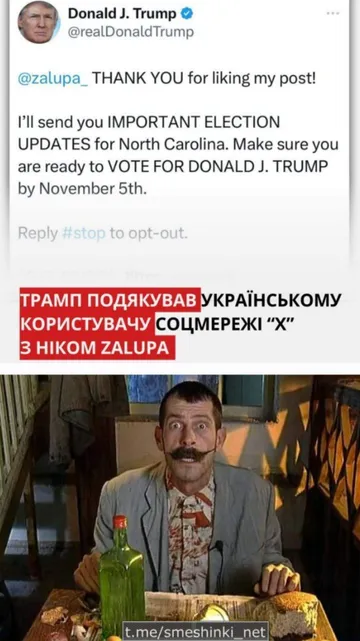 Donald J. Trump
@realDonaldTrump
@zalupa_ THANK YOU for liking my post!
I'll send you IMPORTANT ELECTION
UPDATES for North Carolina. Make sure you
are ready to VOTE FOR DONALD J. TRUMP
by November 5th.
Reply #stop to opt-out.
ТРАМП ПОДЯКУВАВ УКРАЇНСЬКОМУ
КОРИСТУВАЧУ СОЦМЕРЕЖІ “X”
З НІКОМ ZALUPA
t.me/smeshinki_net